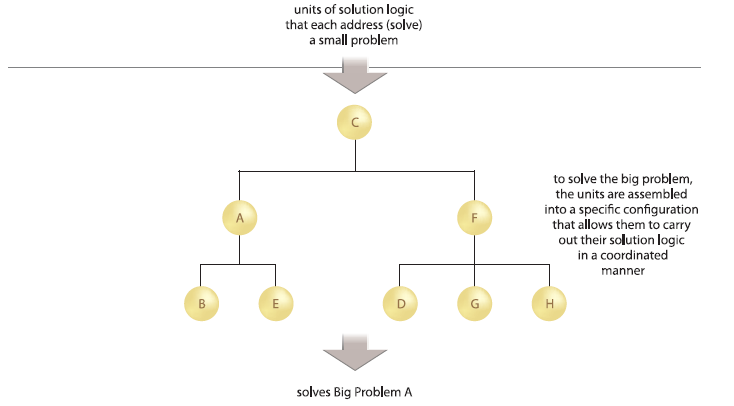 units of solution logic
that each address (solve)
a small problem
C
to solve the big problem,
the units are assembled
into a specific configuration
that allows them to carry
out their solution logic
in a coordinated
manner
A
F
B
E
D
G
H
solves Big Problem A